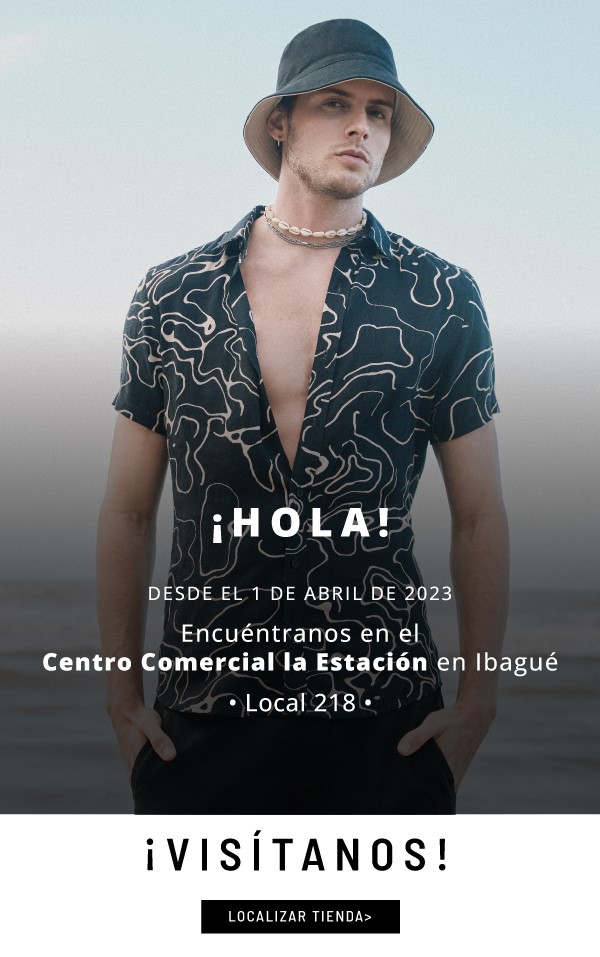 ¡HOLA!
DESDE EL 1 DE ABRIL DE 2023
Encuéntranos en el
Centro Comercial la Estación en Ibagué
• Local 218 •
¡VISÍTANOS!
LOCALIZAR TIENDA>